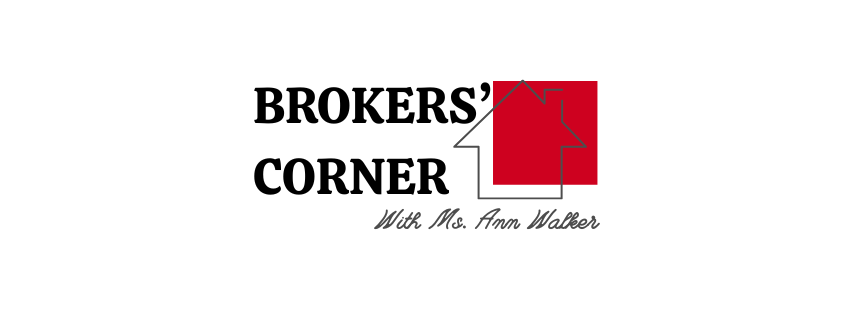 BROKERS’
CORNER
With Ms. Ann Walker